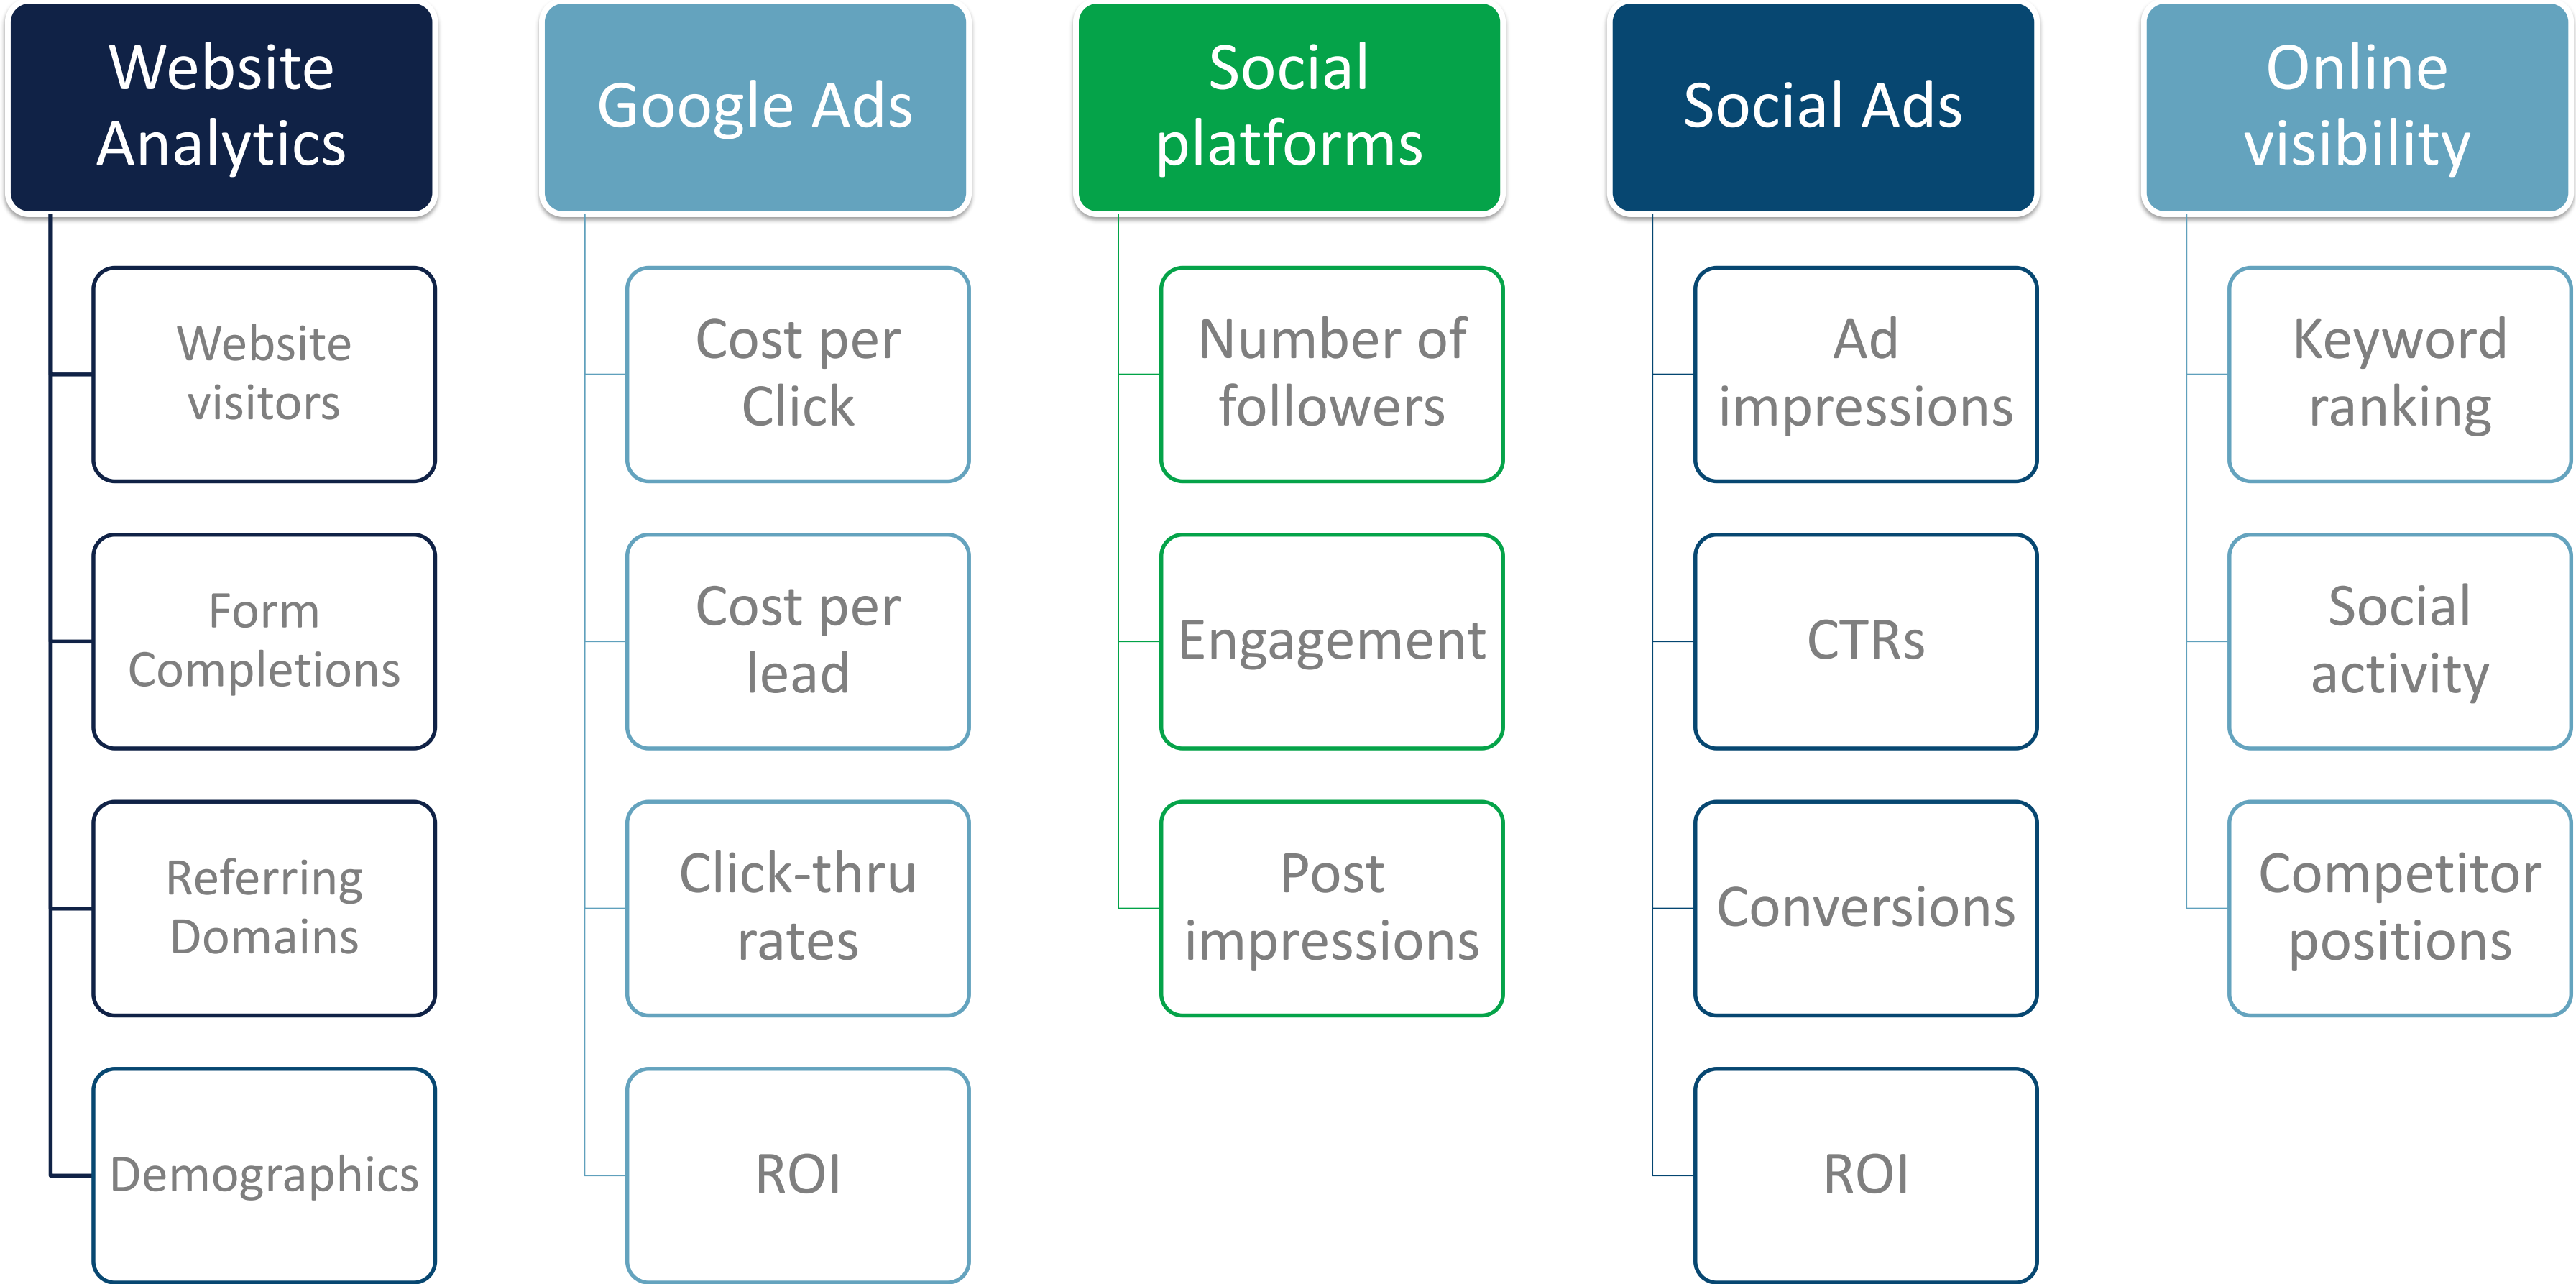 Website
Analytics
Website
visitors
Form
Completions
Referring
Domains
Demographics
Google Ads
Cost per
Click
Cost per
lead
Click-thru
rates
ROI
Social
platforms
Number of
followers
Engagement
Post
impressions
Social Ads
Ad
impressions
CTRs
Conversions
ROI
Online
visibility
Keyword
ranking
Social
activity
Competitor
positions